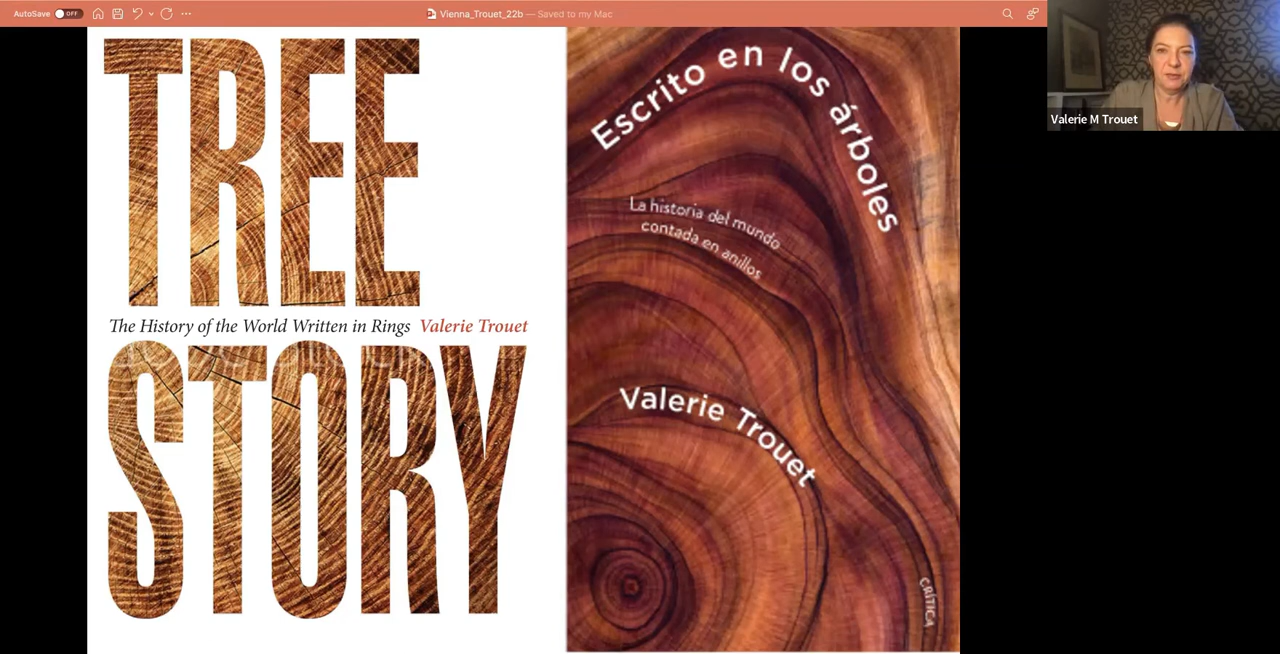 AutoSave OFF
Vienna_Trouet_22b — Saved to my Mac
TREE
The History of the World Written in Rings Valerie Trouet
STORY
Escrito en los árboles
La historia del mundo
contada en anillos
Valerie Trouet
CRÍTICA
Valerie M Trouet